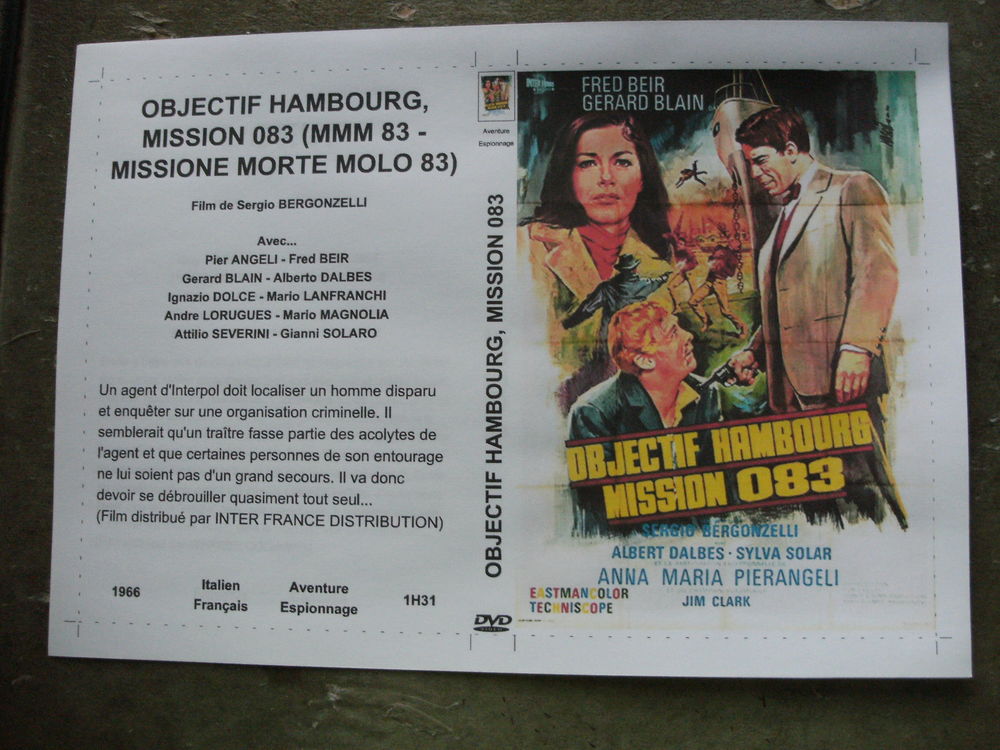 OBJECTIF HAMBOURG,
MISSION 083 (MMM 83 -
MISSIONE MORTE MOLO 83)
Film de Sergio BERGONZELLI
Avec...
Pier ANGELI - Fred BEIR
Gerard BLAIN - Alberto DALBES
Ignazio DOLCE - Mario LANFRANCHI
Andre LORUGUES - Mario MAGNOLIA
Attilio SEVERINI - Gianni SOLARO
Un agent d'Interpol doit localiser un homme disparu
et enquêter sur une organisation criminelle. Il
semblerait qu'un traître fasse partie des acolytes de
l'agent et que certaines personnes de son entourage
ne lui soient pas d'un grand secours. Il va donc
devoir se débrouiller quasiment tout seul...
(Film distribué par INTER FRANCE DISTRIBUTION)
1966
Italien
Français
Aventure
Espionnage
1H31
Aventure
Espionnage
OBJECTIF HAMBOURG, MISSION 083
DVD
VIDEO
FRED BEIR
GERARD BLAIN
OBJECTIF HAMBOURG
MISSION 083
SERGIO BERGONZELLI
ALBERT DALBES · SYLVA SOLAR
ANNA MARIA PIERANGELI
JIM CLARK
EASTMANCOLOR
TECHNISCOPE